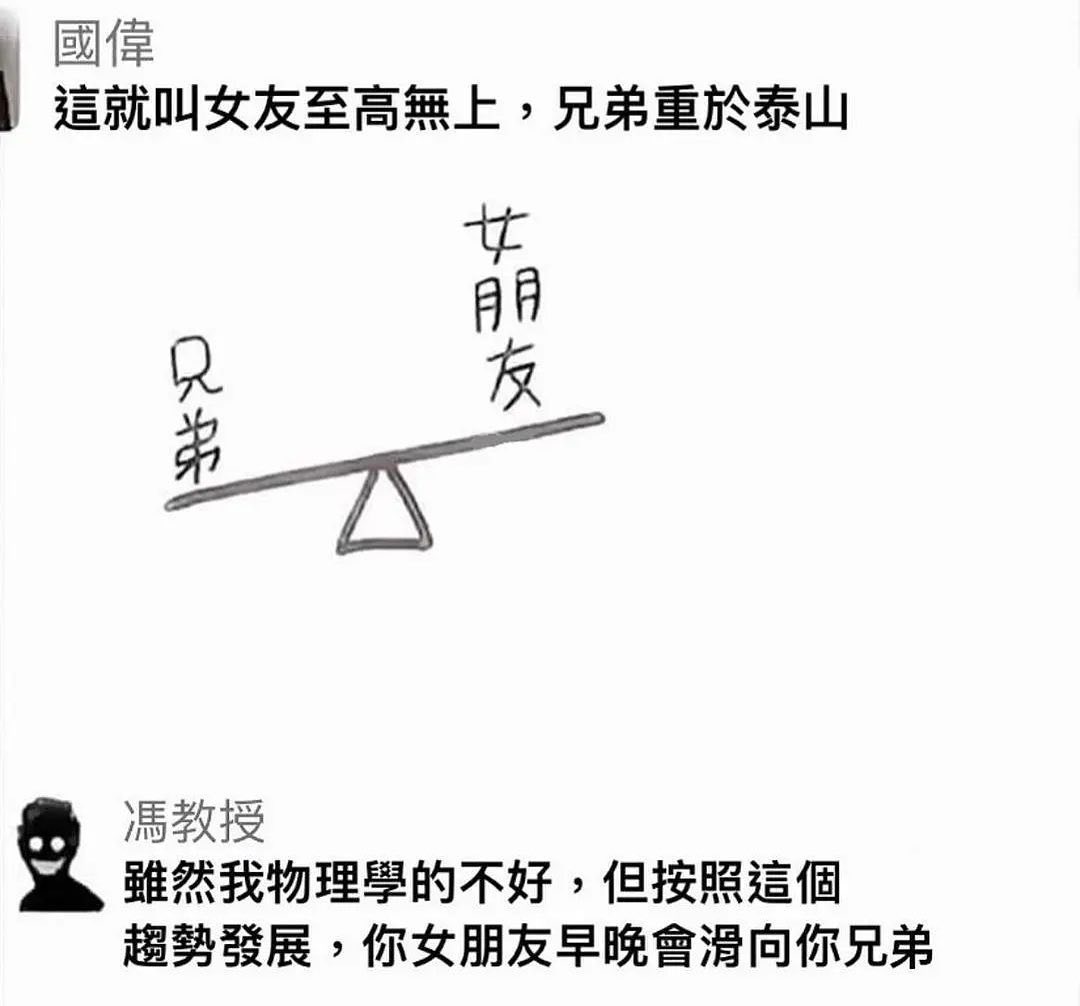 國偉
這就叫女友至高無上，兄弟重於泰山
女朋友
兄弟
馮教授
雖然我物理學的不好，但按照這個
趨勢發展，你女朋友早晚會滑向你兄弟